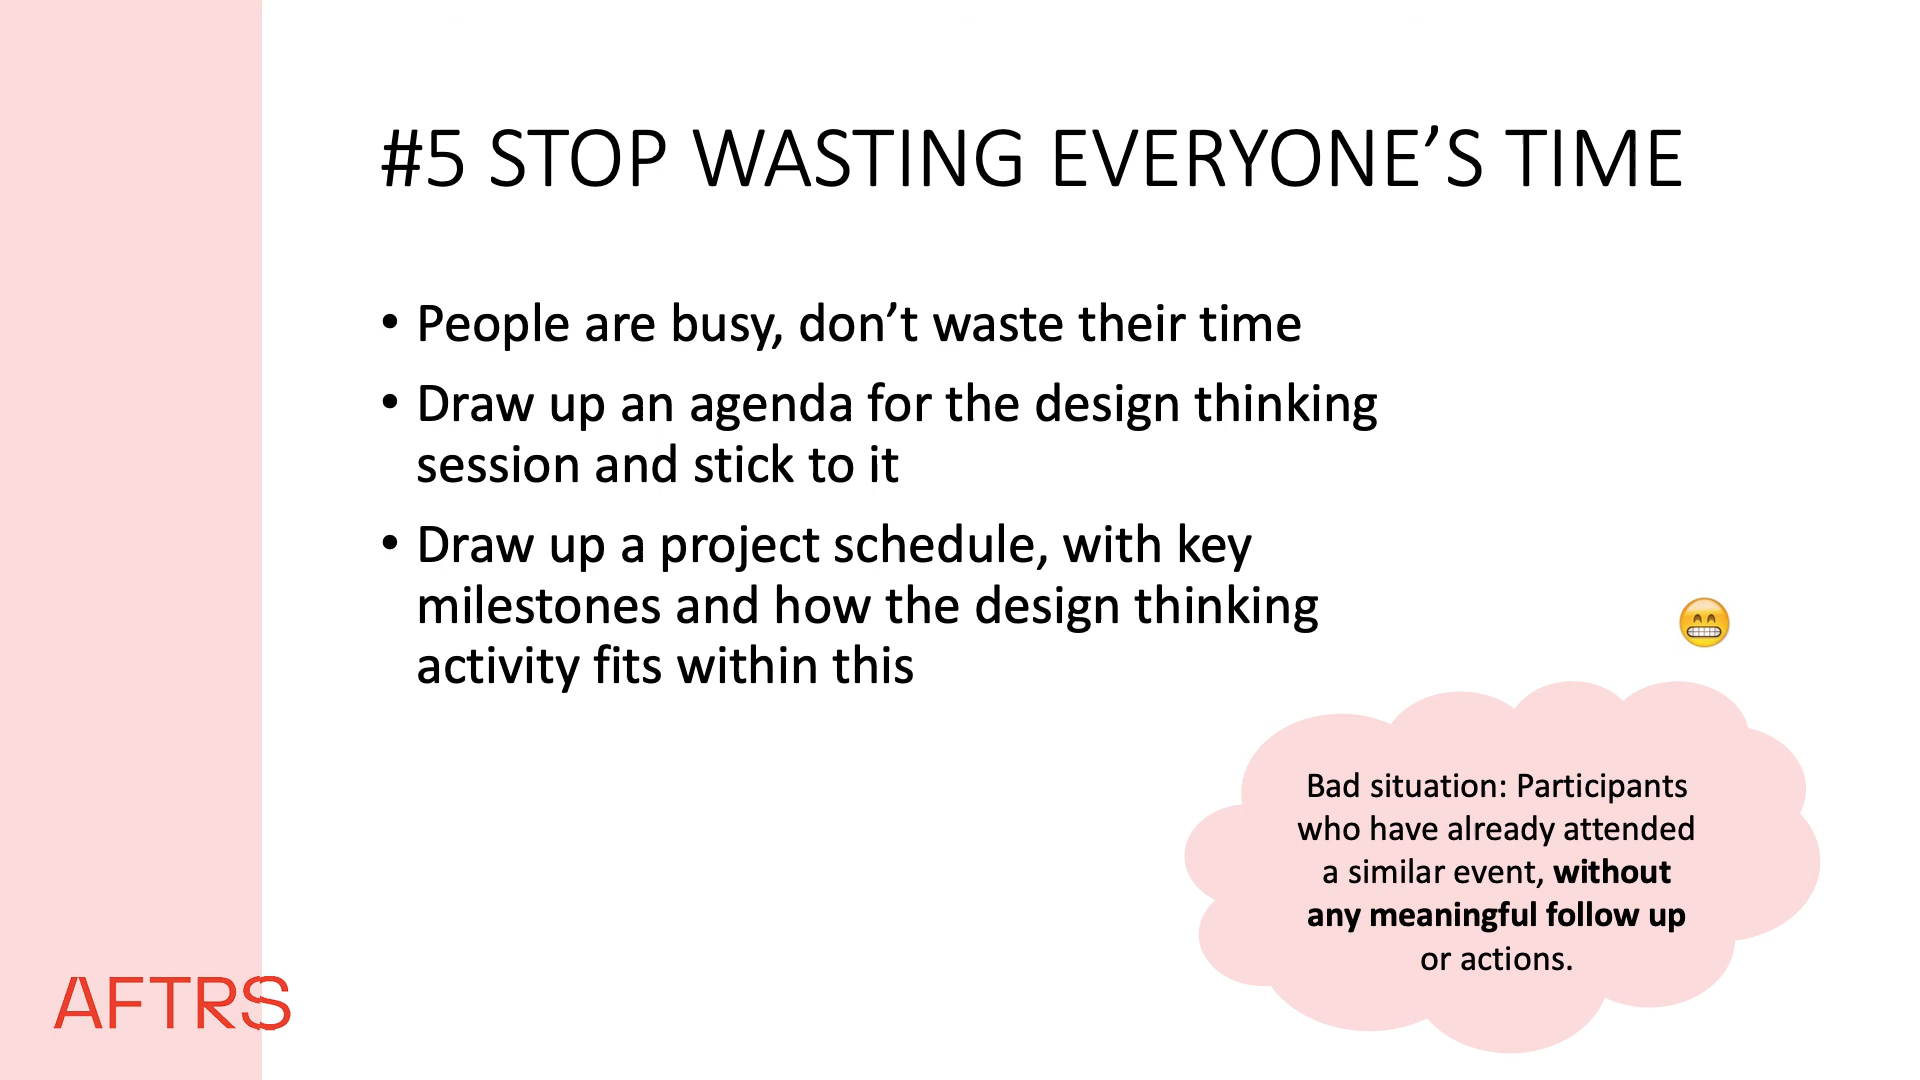 #5 STOP WASTING EVERYONE’S TIME
• People are busy, don’t waste their time
• Draw up an agenda for the design thinking
session and stick to it
• Draw up a project schedule, with key
milestones and how the design thinking
activity fits within this
Bad situation: Participants
who have already attended
a similar event, without
any meaningful follow up
or actions.
AFTRS